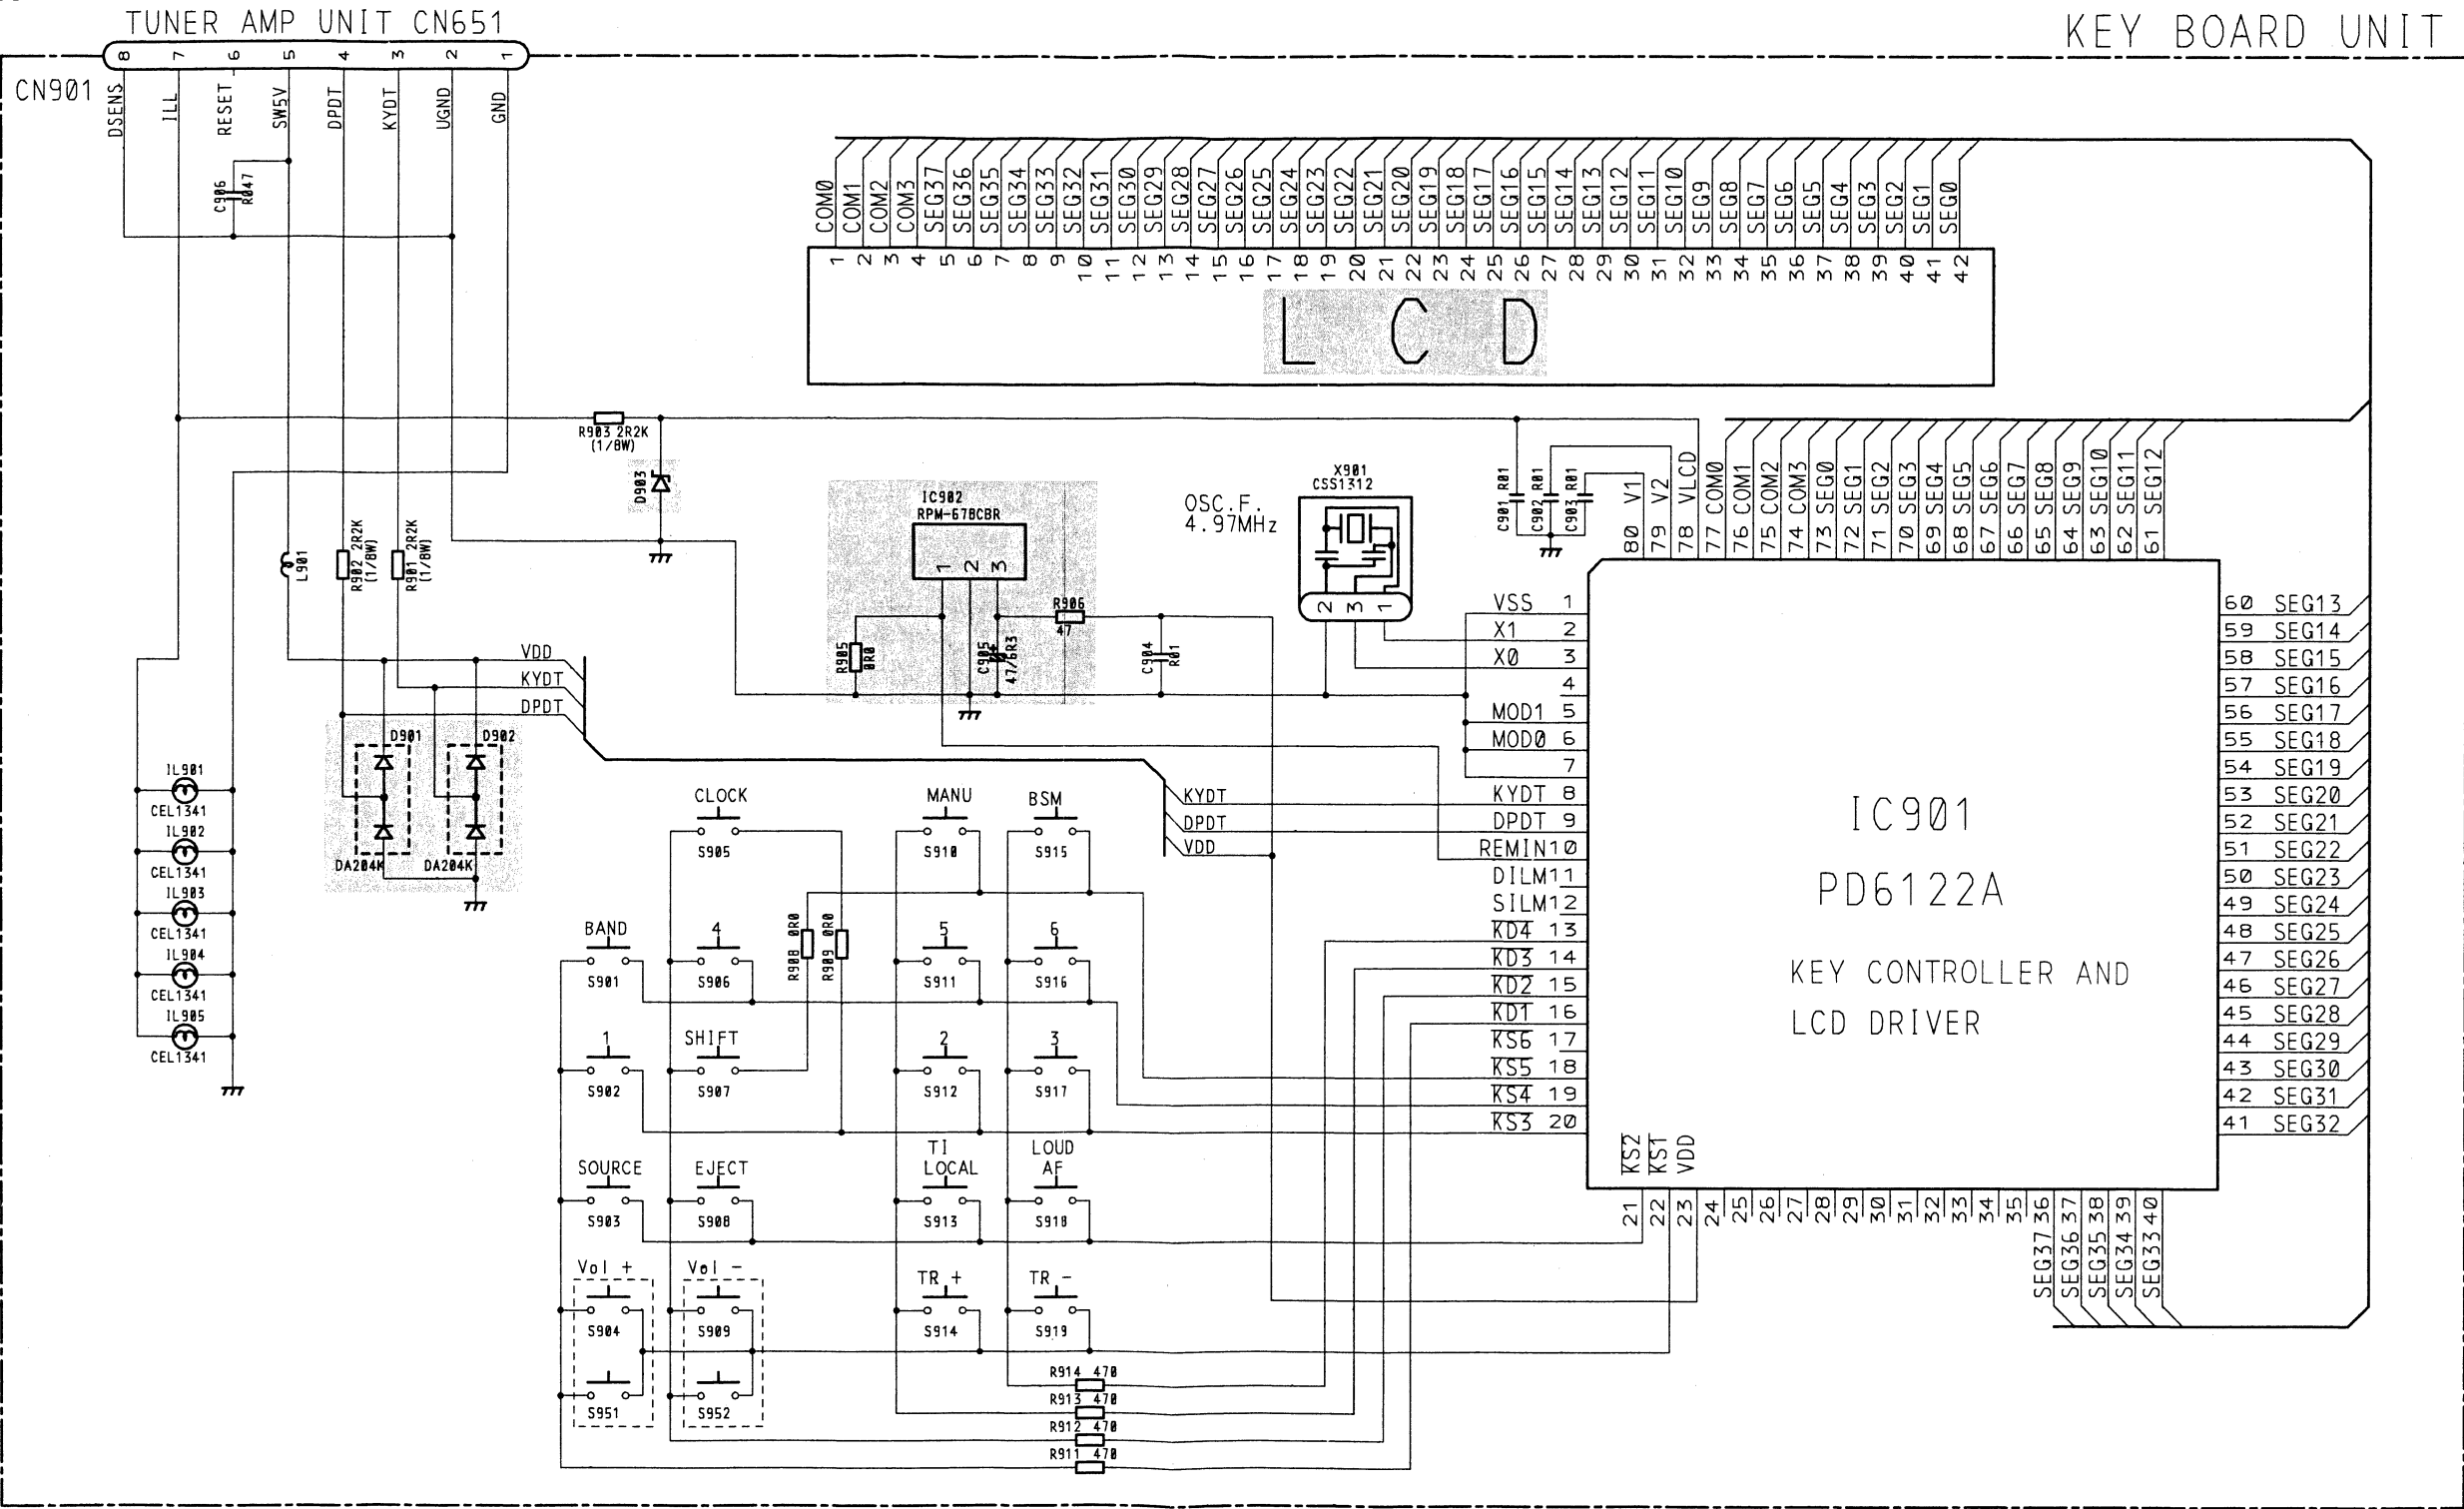 TUNER AMP UNIT CN651
KEY BOARD UNIT
8 7 6 5 4 3 2 1
CN901
DSENS
ILL
RESET
SW5V
DPDT
KYDT
UGND
GND
C906
R047
COM0 COM1 COM2 COM3 SEG37 SEG36 SEG35 SEG34 SEG33 SEG32 SEG31 SEG30 SEG29 SEG28 SEG27 SEG26 SEG25 SEG24 SEG23 SEG22 SEG21 SEG20 SEG19 SEG18 SEG17 SEG16 SEG15 SEG14 SEG13 SEG12 SEG11 SEG10 SEG9 SEG8 SEG7 SEG6 SEG5 SEG4 SEG3 SEG2 SEG1 SEG0
1 2 3 4 5 6 7 8 9 10 11 12 13 14 15 16 17 18 19 20 21 22 23 24 25 26 27 28 29 30 31 32 33 34 35 36 37 38 39 40 41 42
L C D
R903 2R2K
(1/8W)
D903
IC902
RPM-678CBR
1 2 3
R905
0R0
C905
47/6R3
R906
47
C904
R01
OSC.F.
4.97MHz
X901
CSS1312
2 3 1
C901 R01
C902 R01
C903 R01
80 V1
79 V2
78 VLCD
77 COM0
76 COM1
75 COM2
74 COM3
73 SEG0
72 SEG1
71 SEG2
70 SEG3
69 SEG4
68 SEG5
67 SEG6
66 SEG7
65 SEG8
64 SEG9
63 SEG10
62 SEG11
61 SEG12
L901
R902 2R2K
(1/8W)
R901 2R2K
(1/8W)
VDD
KYDT
DPDT
D901
D902
DA204K
DA204K
IL901
CEL1341
IL902
CEL1341
IL903
CEL1341
IL904
CEL1341
IL905
CEL1341
VSS 1
X1 2
X0 3
4
MOD1 5
MOD0 6
7
KYDT 8
DPDT 9
REMIN10
DILM11
SILM12
KD4 13
KD3 14
KD2 15
KD1 16
KS6 17
KS5 18
KS4 19
KS3 20
KYDT
DPDT
VDD
IC901
PD6122A
KEY CONTROLLER AND
LCD DRIVER
60 SEG13
59 SEG14
58 SEG15
57 SEG16
56 SEG17
55 SEG18
54 SEG19
53 SEG20
52 SEG21
51 SEG22
50 SEG23
49 SEG24
48 SEG25
47 SEG26
46 SEG27
45 SEG28
44 SEG29
43 SEG30
42 SEG31
41 SEG32
KS2
KS1
VDD
21 22 23 24 25 26 27 28 29 30 31 32 33 34 35
SEG37 36
SEG36 37
SEG35 38
SEG34 39
SEG33 40
CLOCK
S905
MANU
S910
BSM
S915
R908 0R0
R909 0R0
BAND
S901
4
S906
5
S911
6
S916
1
S902
SHIFT
S907
2
S912
3
S917
SOURCE
S903
EJECT
S908
TI
LOCAL
S913
LOUD
AF
S918
Vol +
S904
S951
Vol -
S909
S952
TR +
S914
TR -
S919
R914 470
R913 470
R912 470
R911 470